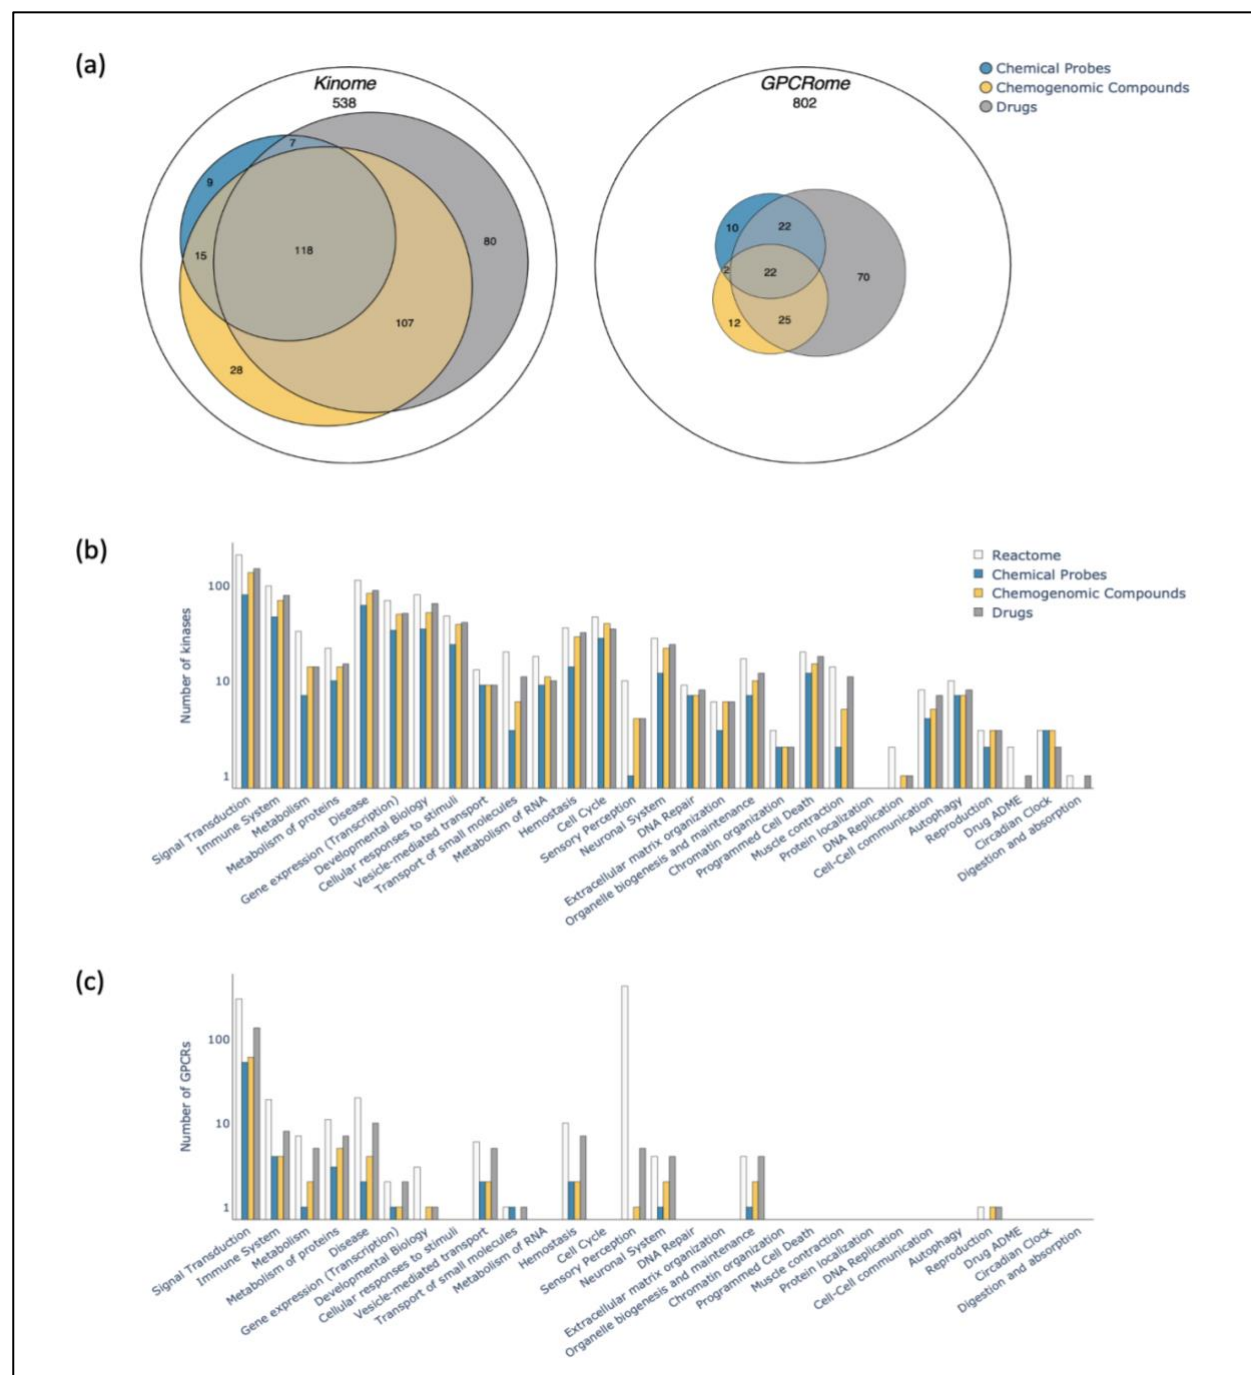 (a)
Kinome
538
7
9
15
118
80
107
28
GPCRome
802
10
22
2
22
70
12
25
Chemical Probes
Chemogenomic Compounds
Drugs
(b)
Number of kinases
100
10
1
Reactome
Chemical Probes
Chemogenomic Compounds
Drugs
Signal Transduction
Immune System
Metabolism
Metabolism of proteins
Disease
Gene expression (Transcription)
Developmental Biology
Cellular responses to stimuli
Vesicle-mediated transport
Transport of small molecules
Metabolism of RNA
Hemostasis
Cell Cycle
Sensory Perception
Neuronal System
DNA Repair
Extracellular matrix organization
Organelle biogenesis and maintenance
Chromatin organization
Programmed Cell Death
Muscle contraction
Protein localization
DNA Replication
Cell-Cell communication
Autophagy
Reproduction
Drug ADME
Circadian Clock
Digestion and absorption
(c)
Number of GPCRs
100
10
1
Signal Transduction
Immune System
Metabolism
Metabolism of proteins
Disease
Gene expression (Transcription)
Developmental Biology
Cellular responses to stimuli
Vesicle-mediated transport
Transport of small molecules
Metabolism of RNA
Hemostasis
Cell Cycle
Sensory Perception
Neuronal System
DNA Repair
Extracellular matrix organization
Organelle biogenesis and maintenance
Chromatin organization
Programmed Cell Death
Muscle contraction
Protein localization
DNA Replication
Cell-Cell communication
Autophagy
Reproduction
Drug ADME
Circadian Clock
Digestion and absorption